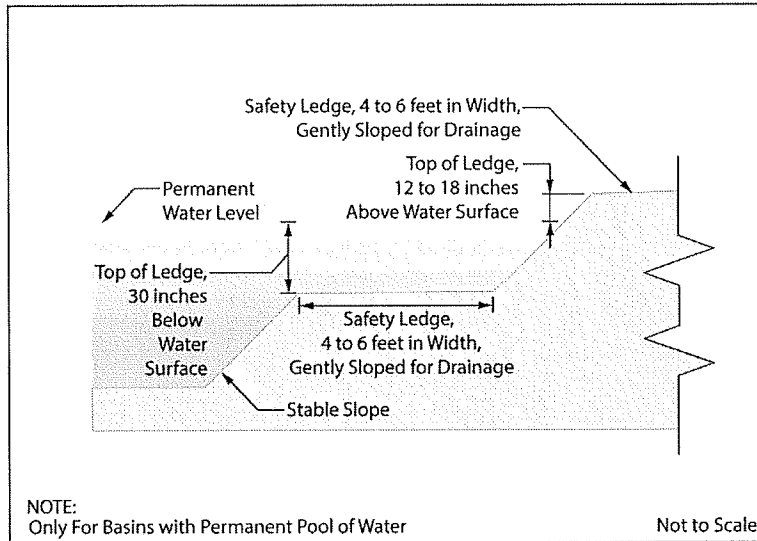 Safety Ledge, 4 to 6 feet in Width,
Gently Sloped for Drainage
Top of Ledge,
12 to 18 inches
Above Water Surface
Permanent
Water Level
Top of Ledge,
30 inches
Below
Water
Surface
Safety Ledge,
4 to 6 feet in Width,
Gently Sloped for Drainage
Stable Slope
NOTE:
Only For Basins with Permanent Pool of Water
Not to Scale